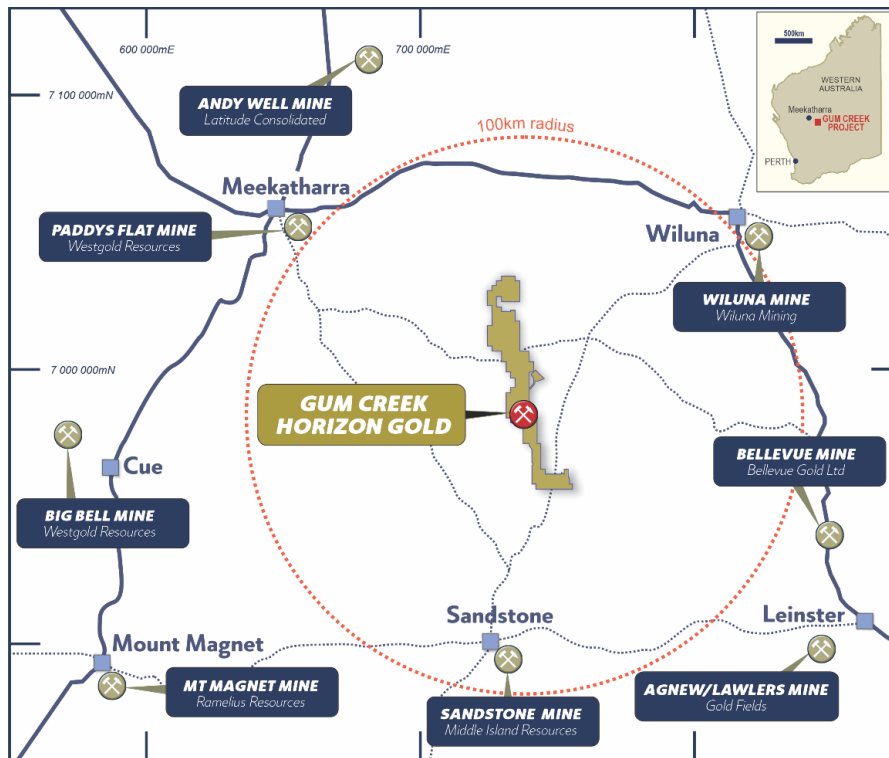 600 000mE
700 000mE
500km
7 100 000mN
ANDY WELL MINE
Latitude Consolidated
WESTERN
AUSTRALIA
Meekatharra
GUM CREEK
PROJECT
PERTH
100km radius
Meekatharra
PADDYS FLAT MINE
Westgold Resources
Wiluna
WILUNA MINE
Wiluna Mining
7 000 000mN
GUM CREEK
HORIZON GOLD
BELLEVUE MINE
Bellevue Gold Ltd
Cue
BIG BELL MINE
Westgold Resources
Sandstone
Leinster
Mount Magnet
MT MAGNET MINE
Ramelius Resources
AGNEW/LAWLERS MINE
Gold Fields
SANDSTONE MINE
Middle Island Resources